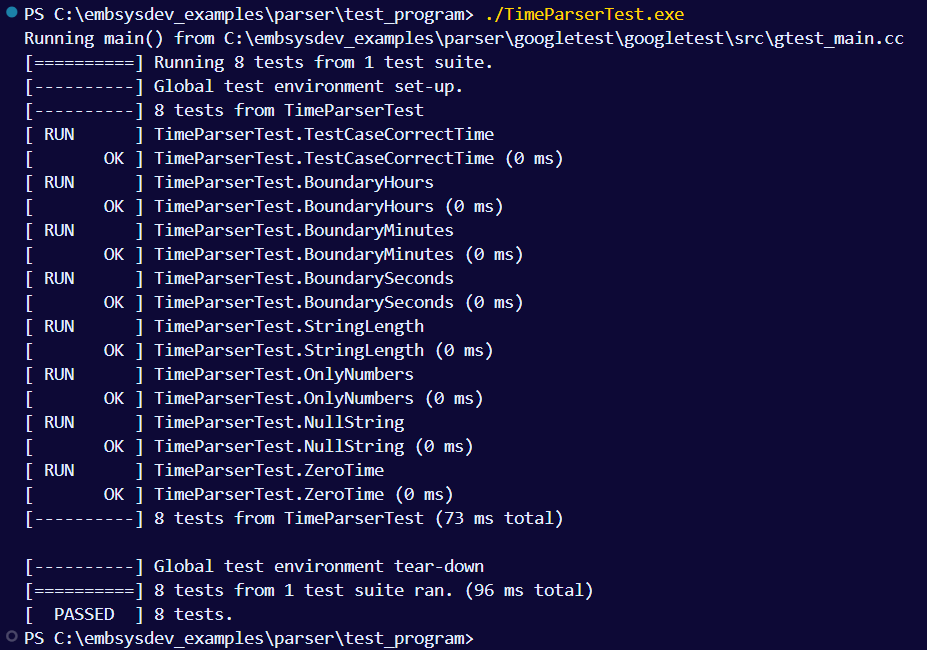 PS C:\embsysdev_examples\parser\test_program> ./TimeParserTest.exe
Running main() from C:\embsysdev_examples\parser\googletest\googletest\src\gtest_main.cc
[==========] Running 8 tests from 1 test suite.
[----------] Global test environment set-up.
[----------] 8 tests from TimeParserTest
[ RUN      ] TimeParserTest.TestCaseCorrectTime
[       OK ] TimeParserTest.TestCaseCorrectTime (0 ms)
[ RUN      ] TimeParserTest.BoundaryHours
[       OK ] TimeParserTest.BoundaryHours (0 ms)
[ RUN      ] TimeParserTest.BoundaryMinutes
[       OK ] TimeParserTest.BoundaryMinutes (0 ms)
[ RUN      ] TimeParserTest.BoundarySeconds
[       OK ] TimeParserTest.BoundarySeconds (0 ms)
[ RUN      ] TimeParserTest.StringLength
[       OK ] TimeParserTest.StringLength (0 ms)
[ RUN      ] TimeParserTest.OnlyNumbers
[       OK ] TimeParserTest.OnlyNumbers (0 ms)
[ RUN      ] TimeParserTest.NullString
[       OK ] TimeParserTest.NullString (0 ms)
[ RUN      ] TimeParserTest.ZeroTime
[       OK ] TimeParserTest.ZeroTime (0 ms)
[----------] 8 tests from TimeParserTest (73 ms total)

[----------] Global test environment tear-down
[==========] 8 tests from 1 test suite ran. (96 ms total)
[  PASSED  ] 8 tests.
PS C:\embsysdev_examples\parser\test_program>